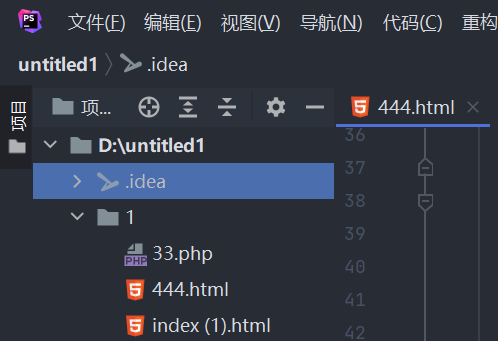 PS 文件(F) 编辑(E) 视图(V) 导航(N) 代码(C) 重构
untitled1 .idea
项目
项... 444.html
D:\untitled1
.idea
1
33.php
444.html
index (1).html
PHP
36
37
38
39
40
41
42